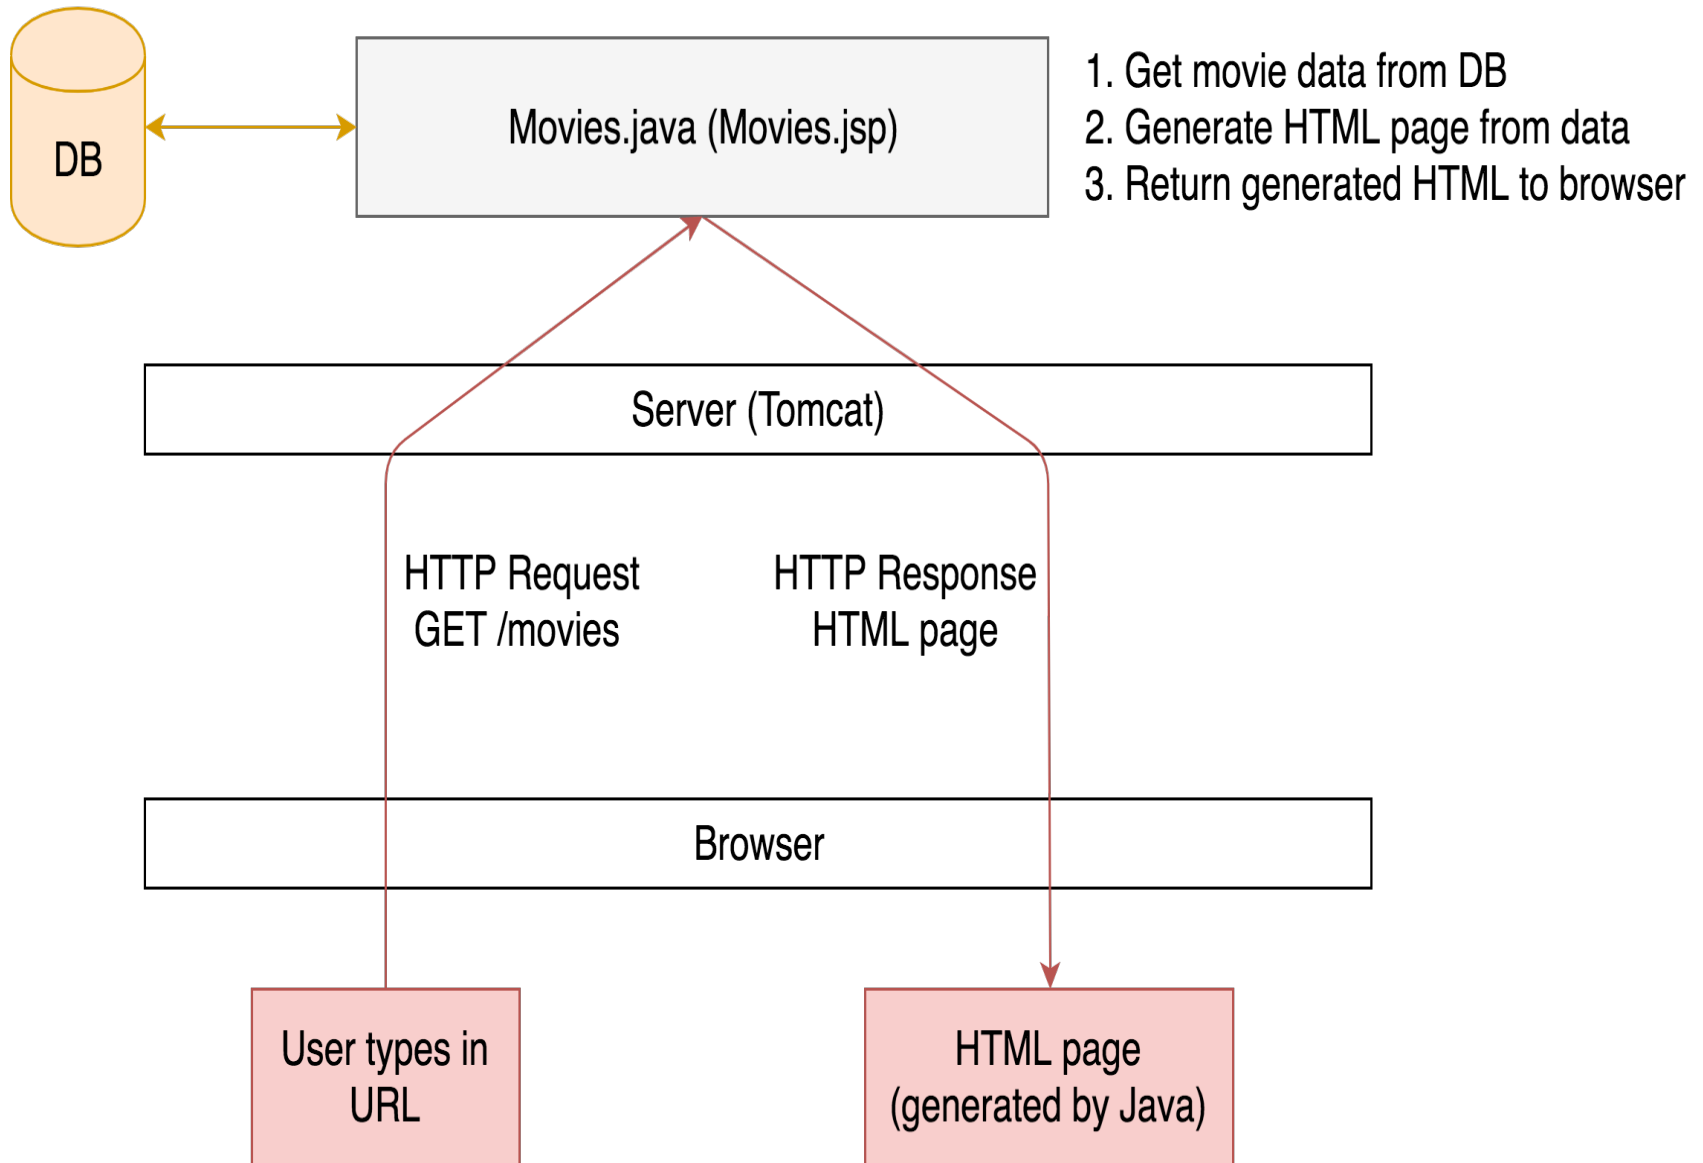 DB
Movies.java (Movies.jsp)
1. Get movie data from DB
2. Generate HTML page from data
3. Return generated HTML to browser
Server (Tomcat)
HTTP Request
GET /movies
HTTP Response
HTML page
Browser
User types in
URL
HTML page
(generated by Java)